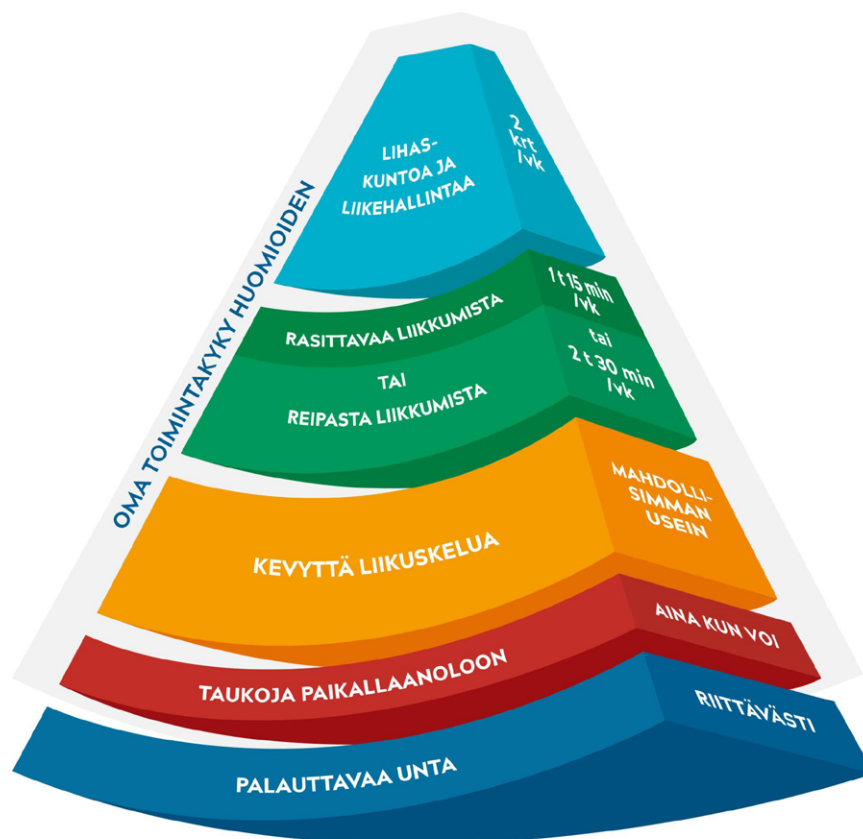 OMA TOIMINTAKYKY HUOMIOIDEN
LIHAS-
KUNTOA JA
LIIKEHALLINTAA
2
krt
/vk
RASITTAVAA LIIKKUMISTA
1 t 15 min
/vk
TAI
REIPASTA LIIKKUMISTA
tai
2 t 30 min
/vk
KEVYTTÄ LIIKUSKELUA
MAHDOLLI-
SIMMAN
USEIN
TAUKOJA PAIKALLAANOLOON
AINA KUN VOI
PALAUTTAVAA UNTA
RIITTÄVÄSTI